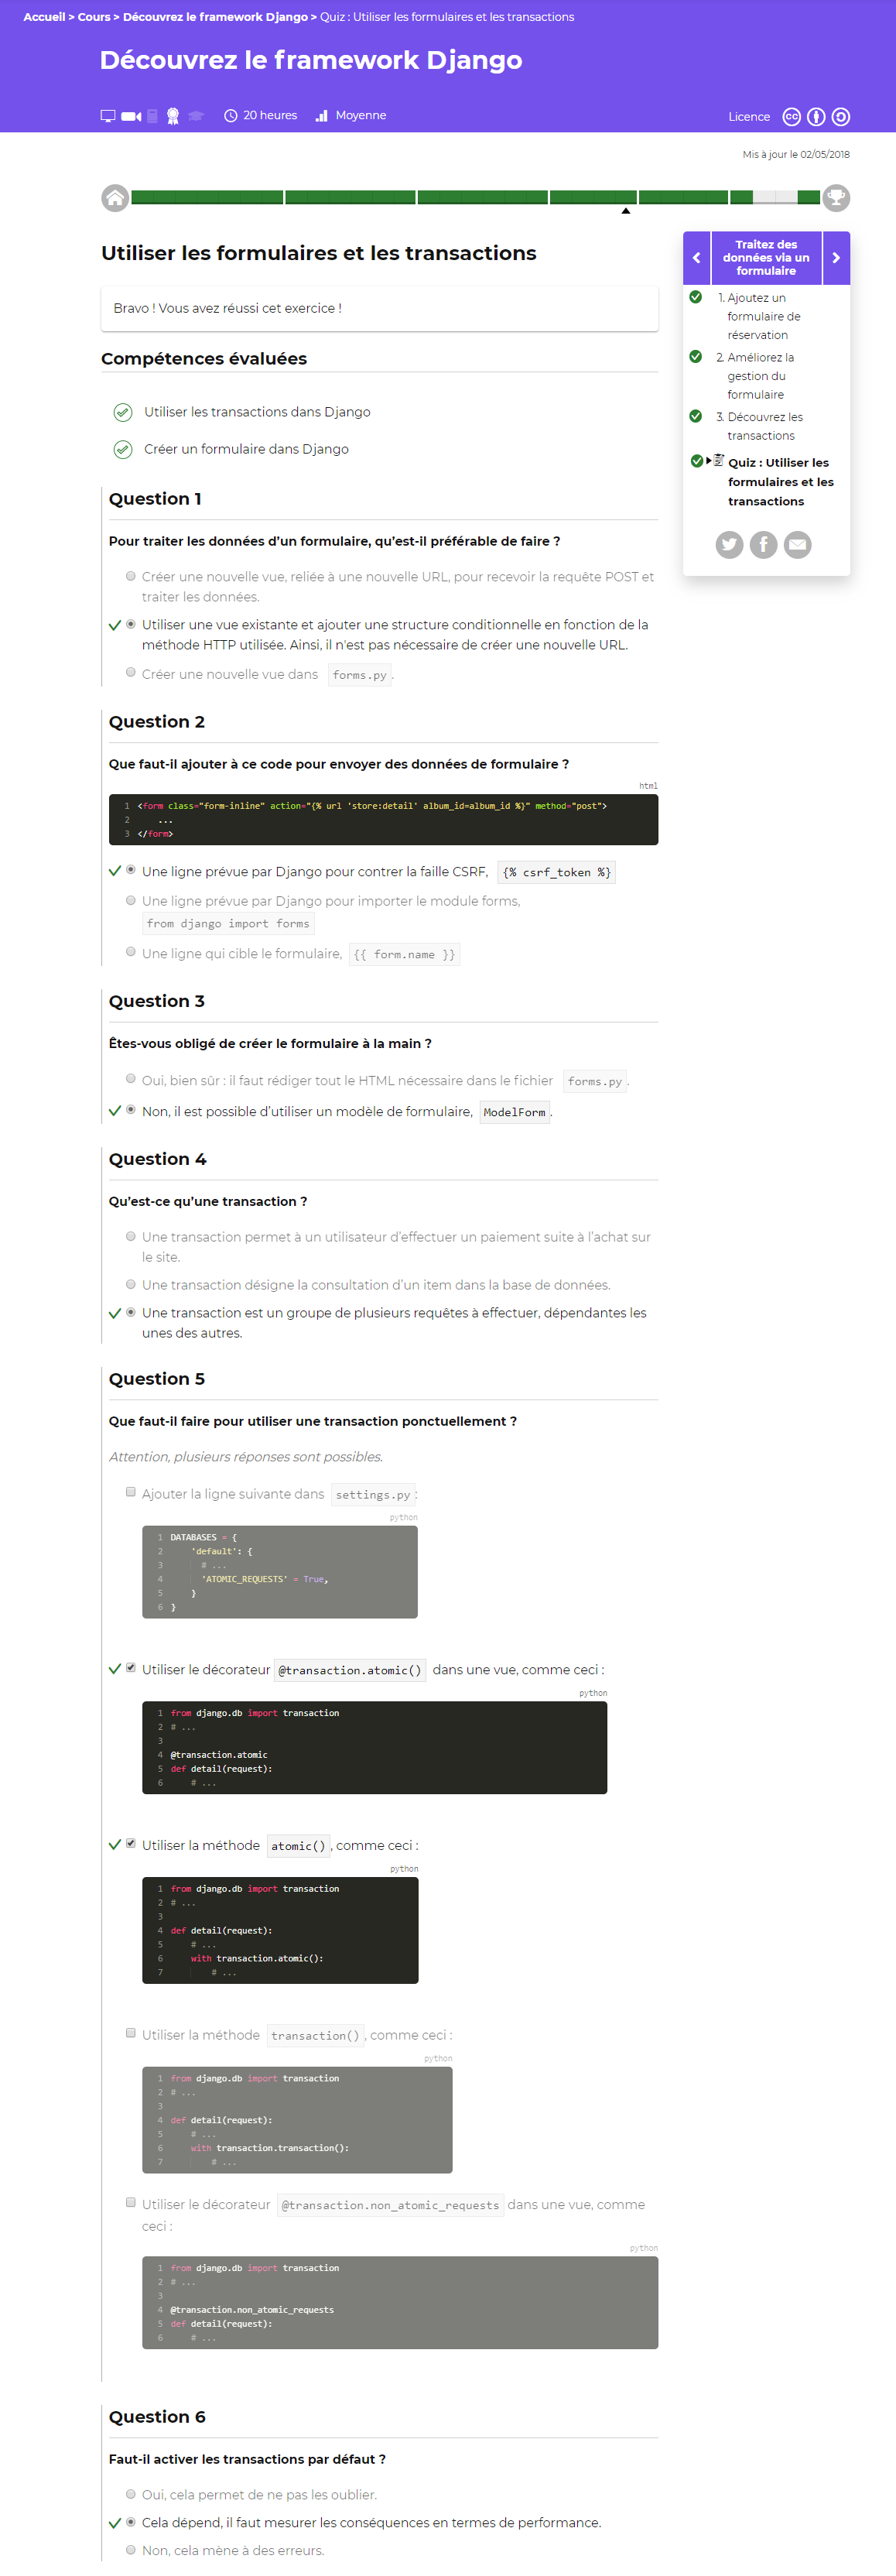 Accueil > Cours > Découvrez le framework Django > Quiz : Utiliser les formulaires et les transactions
Découvrez le framework Django
20 heures
Moyenne
Licence
Mis à jour le 02/05/2018
Utiliser les formulaires et les transactions
Bravo ! Vous avez réussi cet exercice !
Compétences évaluées
Utiliser les transactions dans Django
Créer un formulaire dans Django
Traitez des
données via un
formulaire
1. Ajoutez un
formulaire de
réservation
2. Améliorez la
gestion du
formulaire
3. Découvrez les
transactions
Quiz : Utiliser les
formulaires et les
transactions
Question 1
Pour traiter les données d’un formulaire, qu’est-il préférable de faire ?
Créer une nouvelle vue, reliée à une nouvelle URL, pour recevoir la requête POST et
traiter les données.
Utiliser une vue existante et ajouter une structure conditionnelle en fonction de la
méthode HTTP utilisée. Ainsi, il n'est pas nécessaire de créer une nouvelle URL.
Créer une nouvelle vue dans forms.py .
Question 2
Que faut-il ajouter à ce code pour envoyer des données de formulaire ?
html
1 <form class="form-inline" action="{% url 'store:detail' album_id=album_id %}" method="post">
2 ...
3 </form>
Une ligne prévue par Django pour contrer la faille CSRF, {% csrf_token %}
Une ligne prévue par Django pour importer le module forms,
from django import forms
Une ligne qui cible le formulaire, {{ form.name }}
Question 3
Êtes-vous obligé de créer le formulaire à la main ?
Oui, bien sûr : il faut rédiger tout le HTML nécessaire dans le fichier forms.py .
Non, il est possible d’utiliser un modèle de formulaire, ModelForm .
Question 4
Qu’est-ce qu’une transaction ?
Une transaction permet à un utilisateur d’effectuer un paiement suite à l’achat sur
le site.
Une transaction désigne la consultation d’un item dans la base de données.
Une transaction est un groupe de plusieurs requêtes à effectuer, dépendantes les
unes des autres.
Question 5
Que faut-il faire pour utiliser une transaction ponctuellement ?
Attention, plusieurs réponses sont possibles.
Ajouter la ligne suivante dans settings.py :
python
1 DATABASES = {
2 'default': {
3 # ...
4 'ATOMIC_REQUESTS' = True,
5 }
6 }
Utiliser le décorateur @transaction.atomic() dans une vue, comme ceci :
python
1 from django.db import transaction
2 # ...
3
4 @transaction.atomic
5 def detail(request):
6 # ...
Utiliser la méthode atomic() , comme ceci :
python
1 from django.db import transaction
2 # ...
3
4 def detail(request):
5 # ...
6 with transaction.atomic():
7 # ...
Utiliser la méthode transaction() , comme ceci :
python
1 from django.db import transaction
2 # ...
3
4 def detail(request):
5 # ...
6 with transaction.transaction():
7 # ...
Utiliser le décorateur @transaction.non_atomic_requests dans une vue, comme
ceci :
python
1 from django.db import transaction
2 # ...
3
4 @transaction.non_atomic_requests
5 def detail(request):
6 # ...
Question 6
Faut-il activer les transactions par défaut ?
Oui, cela permet de ne pas les oublier.
Cela dépend, il faut mesurer les conséquences en termes de performance.
Non, cela mène à des erreurs.